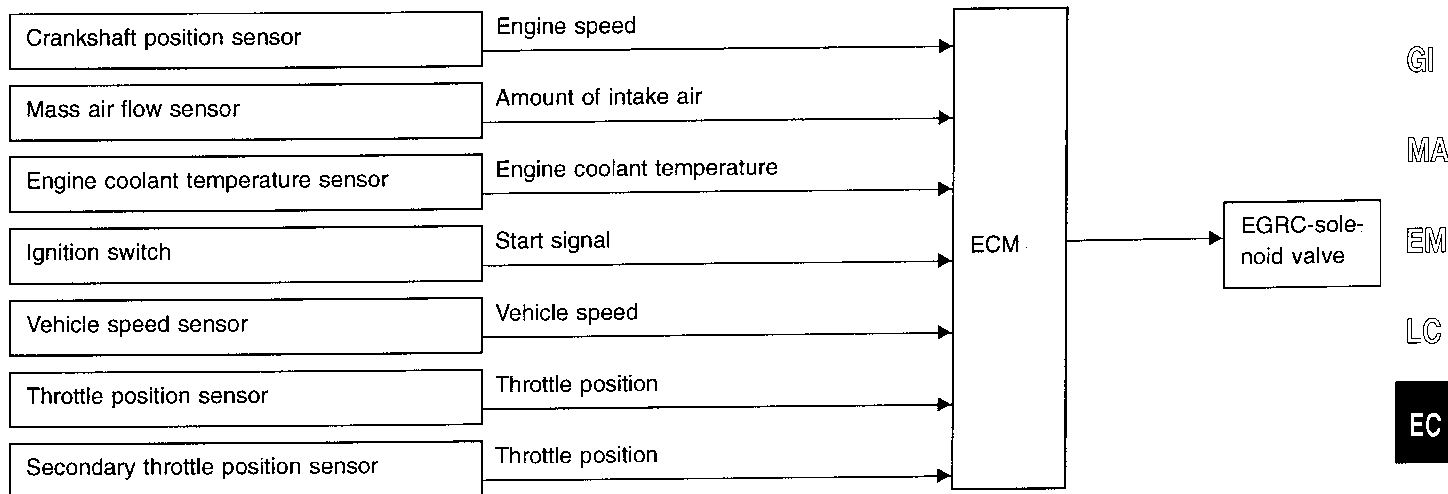 Crankshaft position sensor
Engine speed
Mass air flow sensor
Amount of intake air
Engine coolant temperature sensor
Engine coolant temperature
Ignition switch
Start signal
Vehicle speed sensor
Vehicle speed
Throttle position sensor
Throttle position
Secondary throttle position sensor
Throttle position
ECM
EGRC-sole-
noid valve
GI
MA
EM
LC
EC